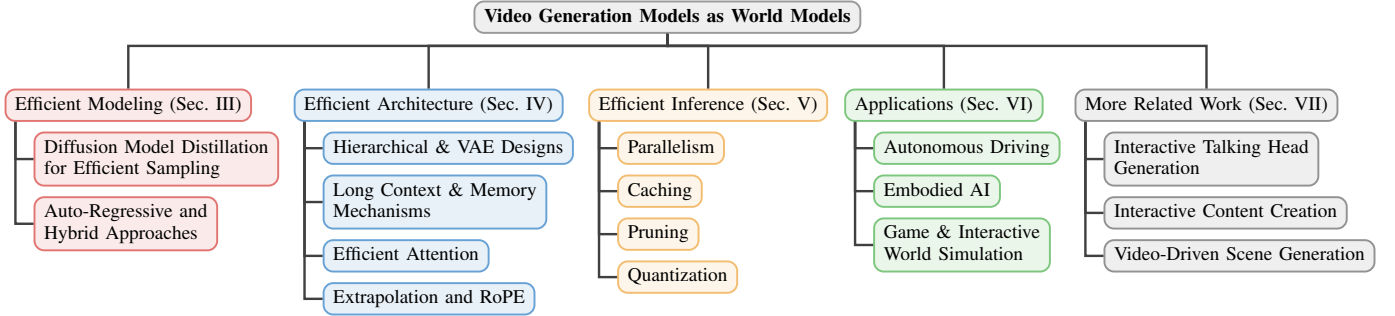 Video Generation Models as World Models
Efficient Modeling (Sec. III)
Diffusion Model Distillation
for Efficient Sampling
Auto-Regressive and
Hybrid Approaches
Efficient Architecture (Sec. IV)
Hierarchical & VAE Designs
Long Context & Memory
Mechanisms
Efficient Attention
Extrapolation and RoPE
Efficient Inference (Sec. V)
Parallelism
Caching
Pruning
Quantization
Applications (Sec. VI)
Autonomous Driving
Embodied AI
Game & Interactive
World Simulation
More Related Work (Sec. VII)
Interactive Talking Head
Generation
Interactive Content Creation
Video-Driven Scene Generation